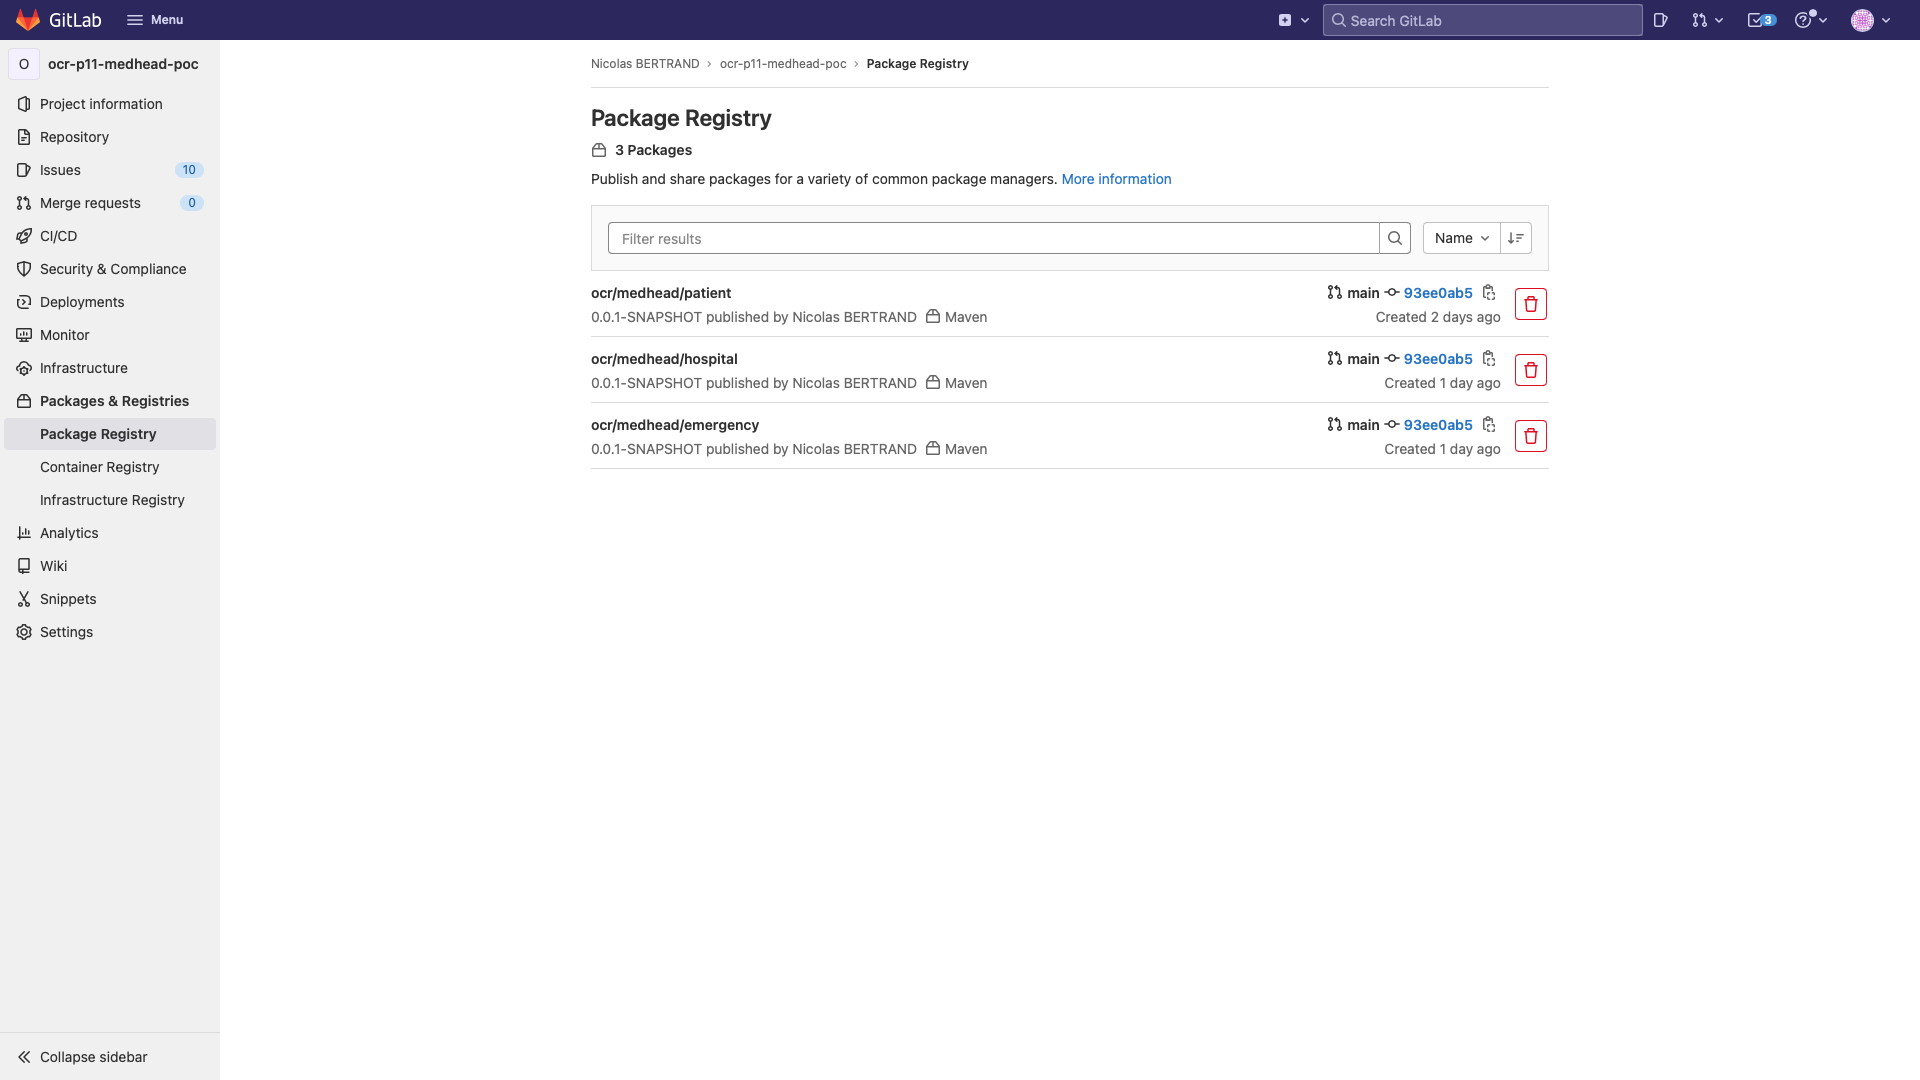 GitLab
Menu
Search GitLab
3
O
ocr-p11-medhead-poc
Project information
Repository
Issues 10
Merge requests 0
CI/CD
Security & Compliance
Deployments
Monitor
Infrastructure
Packages & Registries
Package Registry
Container Registry
Infrastructure Registry
Analytics
Wiki
Snippets
Settings
Collapse sidebar
Nicolas BERTRAND › ocr-p11-medhead-poc › Package Registry
Package Registry
3 Packages
Publish and share packages for a variety of common package managers. More information
Filter results
Name
ocr/medhead/patient main 93ee0ab5
0.0.1-SNAPSHOT published by Nicolas BERTRAND Maven Created 2 days ago
ocr/medhead/hospital main 93ee0ab5
0.0.1-SNAPSHOT published by Nicolas BERTRAND Maven Created 1 day ago
ocr/medhead/emergency main 93ee0ab5
0.0.1-SNAPSHOT published by Nicolas BERTRAND Maven Created 1 day ago